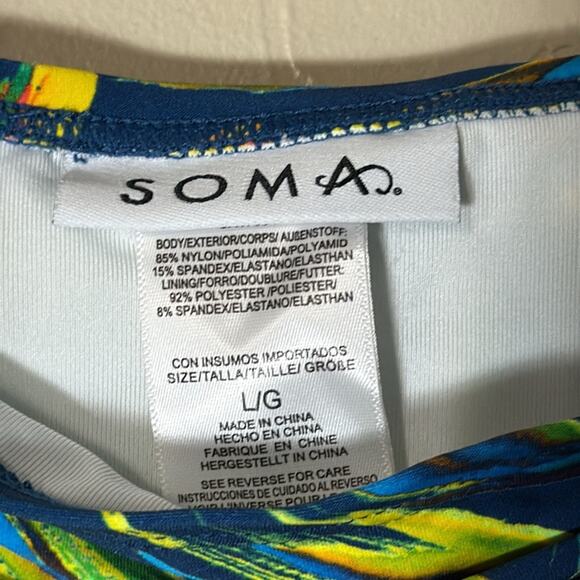 SOMA
BODY/EXTERIOR/CORPS/ AUßENSTOFF:
85% NYLON/POLIAMIDA/POLYAMID
15% SPANDEX/ELASTANO/ELASTHAN
LINING/FORRO/DOUBLURE/FUTTER:
92% POLYESTER /POLIESTER/
8% SPANDEX/ELASTANO/ELASTHAN
CON INSUMOS IMPORTADOS
SIZE/TALLA/TAILLE/ GRÖßE
L/G
MADE IN CHINA
HECHO EN CHINA
FABRIQUE EN CHINE
HERGESTELLT IN CHINA
SEE REVERSE FOR CARE
INSTRUCCIONES DE CUIDADO AL REVERSO